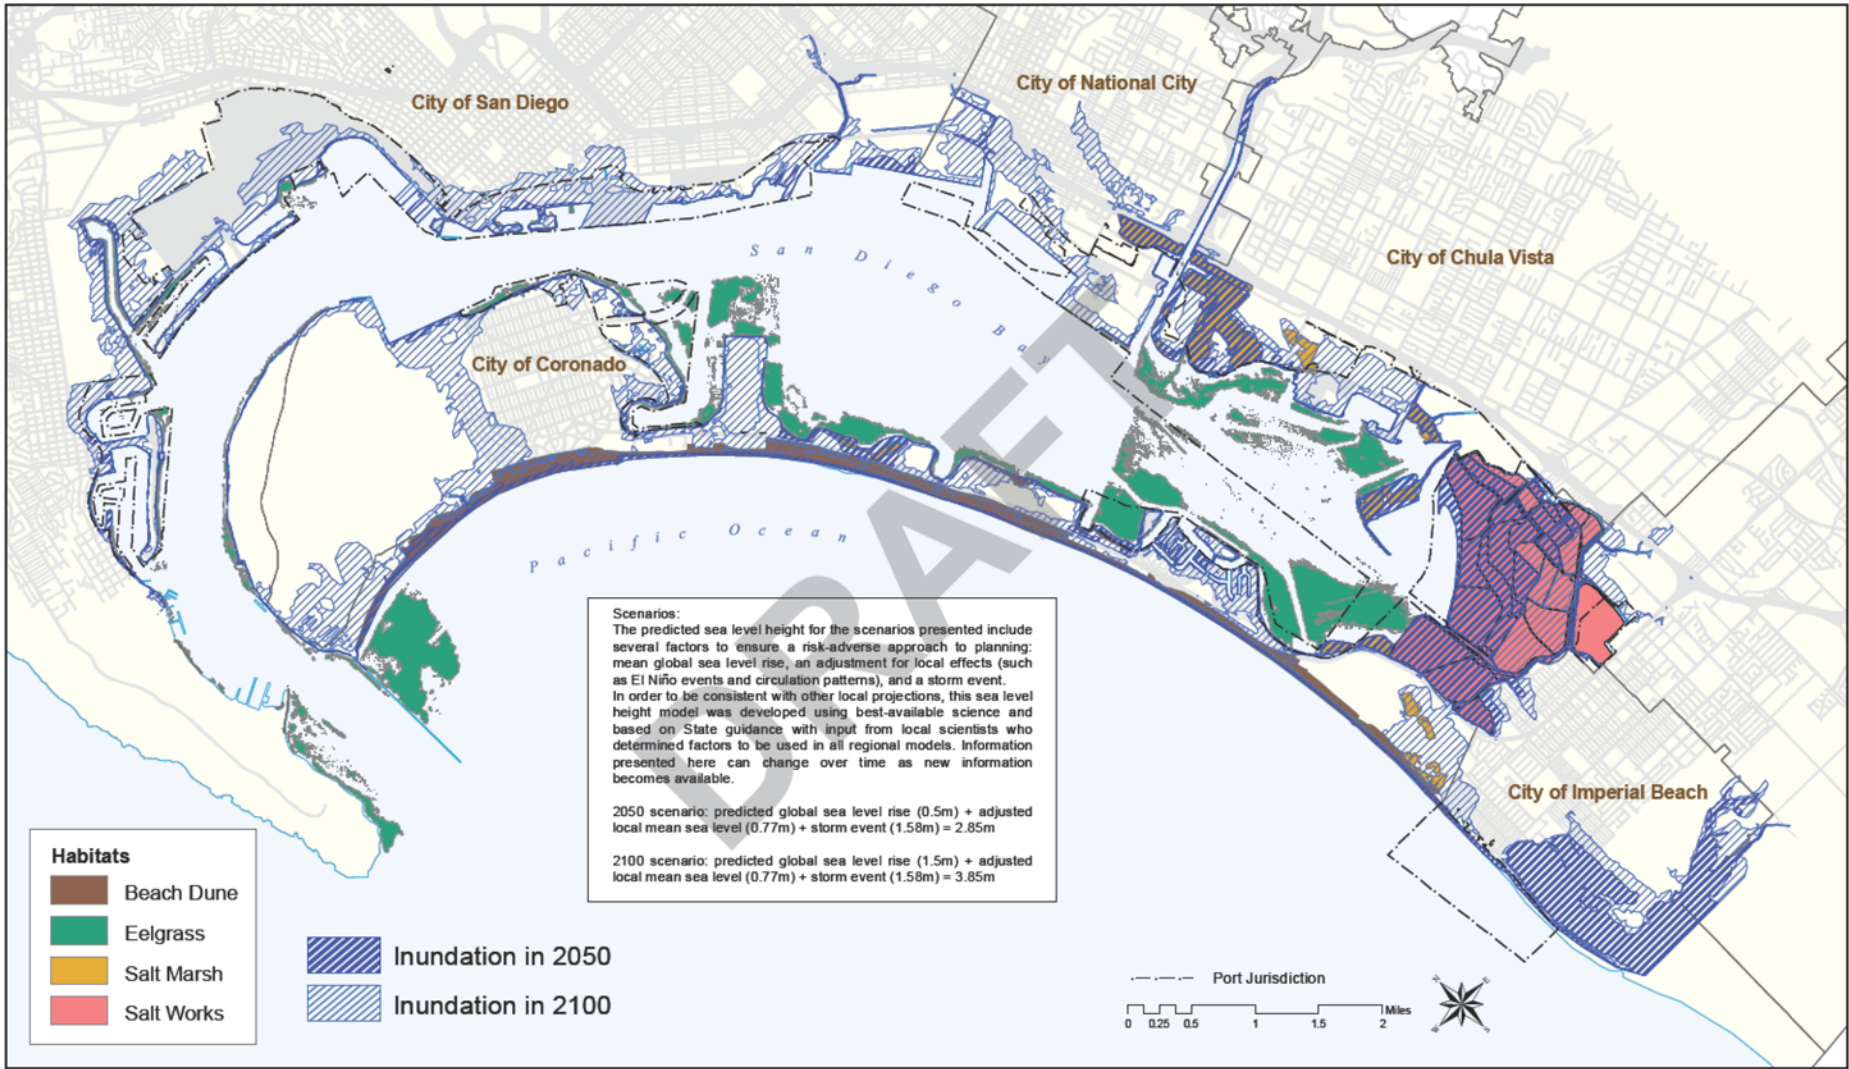 City of San Diego
City of National City
City of Chula Vista
San Diego Bay
City of Coronado
Pacific Ocean
DRAFT
Scenarios:
The predicted sea level height for the scenarios presented include
several factors to ensure a risk-adverse approach to planning:
mean global sea level rise, an adjustment for local effects (such
as El Niño events and circulation patterns), and a storm event.
In order to be consistent with other local projections, this sea level
height model was developed using best-available science and
based on State guidance with input from local scientists who
determined factors to be used in all regional models. Information
presented here can change over time as new information
becomes available.
2050 scenario: predicted global sea level rise (0.5m) + adjusted
local mean sea level (0.77m) + storm event (1.58m) = 2.85m
2100 scenario: predicted global sea level rise (1.5m) + adjusted
local mean sea level (0.77m) + storm event (1.58m) = 3.85m
City of Imperial Beach
Habitats
Beach Dune
Eelgrass
Salt Marsh
Salt Works
Inundation in 2050
Inundation in 2100
Port Jurisdiction
Miles
0 0.25 0.5 1 1.5 2
N E
W S